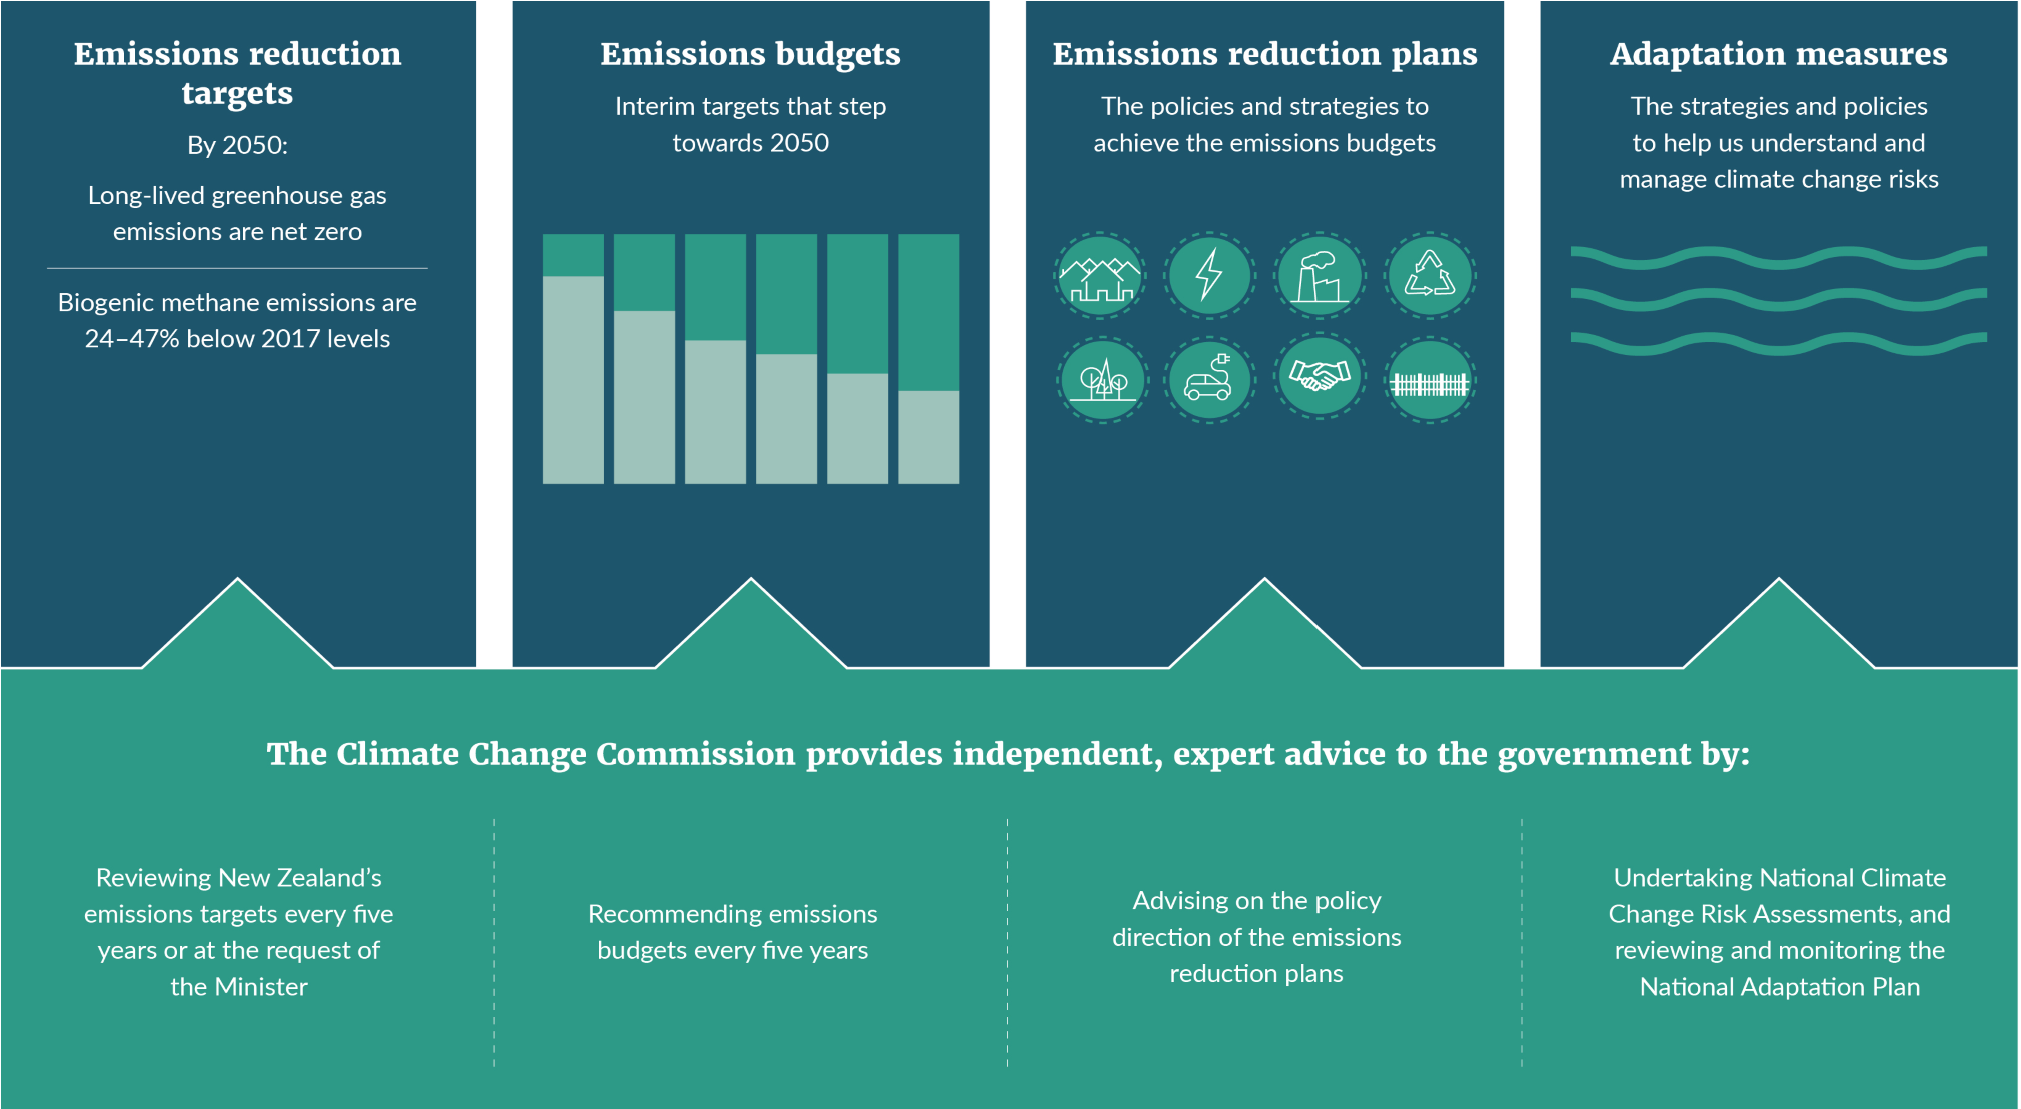 Emissions reduction
targets
By 2050:
Long-lived greenhouse gas
emissions are net zero
Biogenic methane emissions are
24–47% below 2017 levels
Emissions budgets
Interim targets that step
towards 2050
Emissions reduction plans
The policies and strategies to
achieve the emissions budgets
Adaptation measures
The strategies and policies
to help us understand and
manage climate change risks
The Climate Change Commission provides independent, expert advice to the government by:
Reviewing New Zealand’s
emissions targets every five
years or at the request of
the Minister
Recommending emissions
budgets every five years
Advising on the policy
direction of the emissions
reduction plans
Undertaking National Climate
Change Risk Assessments, and
reviewing and monitoring the
National Adaptation Plan